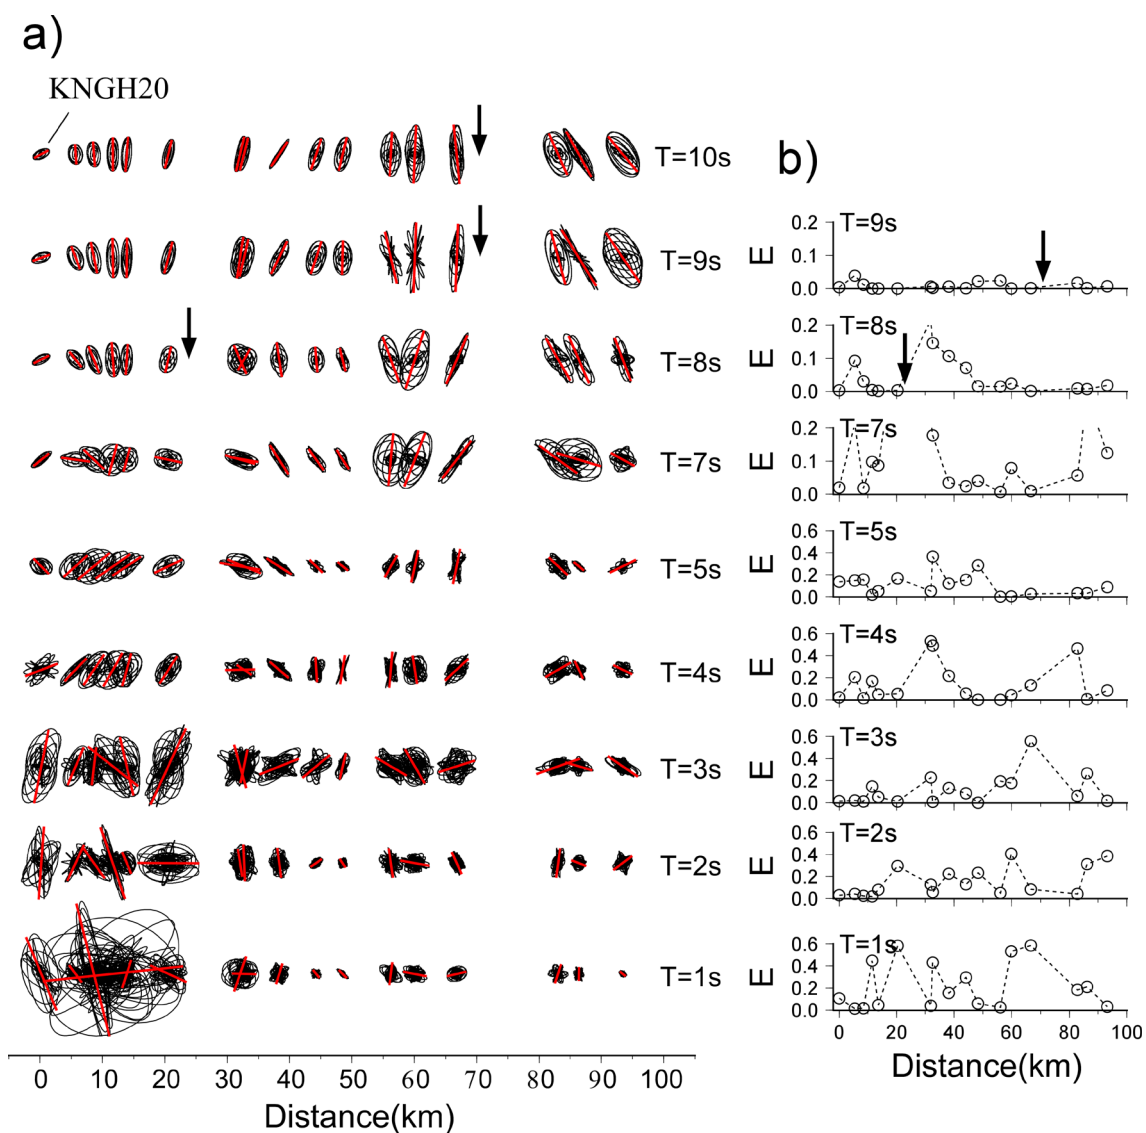 a)
KNGH20
T=10s
T=9s
T=8s
T=7s
T=5s
T=4s
T=3s
T=2s
T=1s
0 10 20 30 40 50 60 70 80 90 100
Distance(km)
b)
0.2
0.1
0.0
E
T=9s
0.2
0.1
0.0
E
T=8s
0.2
0.1
0.0
E
T=7s
0.6
0.4
0.2
0.0
E
T=5s
0.6
0.4
0.2
0.0
E
T=4s
0.6
0.4
0.2
0.0
E
T=3s
0.6
0.4
0.2
0.0
E
T=2s
0.6
0.4
0.2
0.0
E
T=1s
0 20 40 60 80 100
Distance(km)